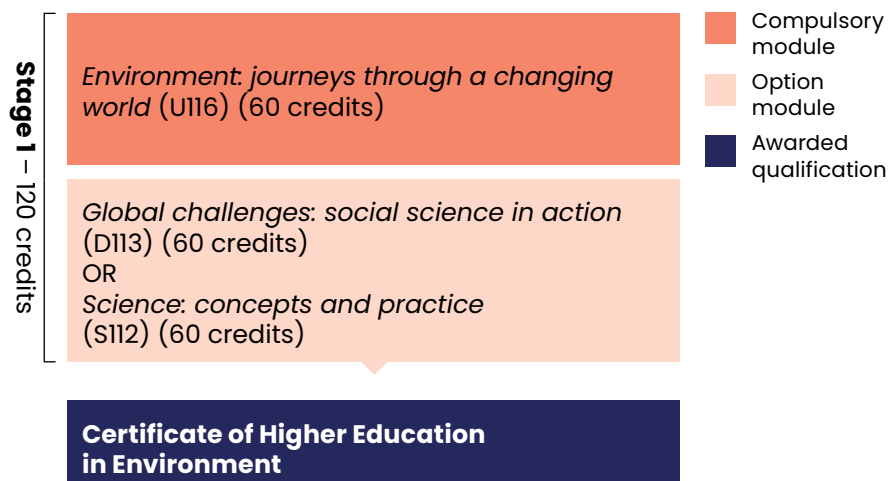 Stage 1 – 120 credits
Environment: journeys through a changing
world (U116) (60 credits)
Global challenges: social science in action
(D113) (60 credits)
OR
Science: concepts and practice
(S112) (60 credits)
Certificate of Higher Education
in Environment
Compulsory
module
Option
module
Awarded
qualification